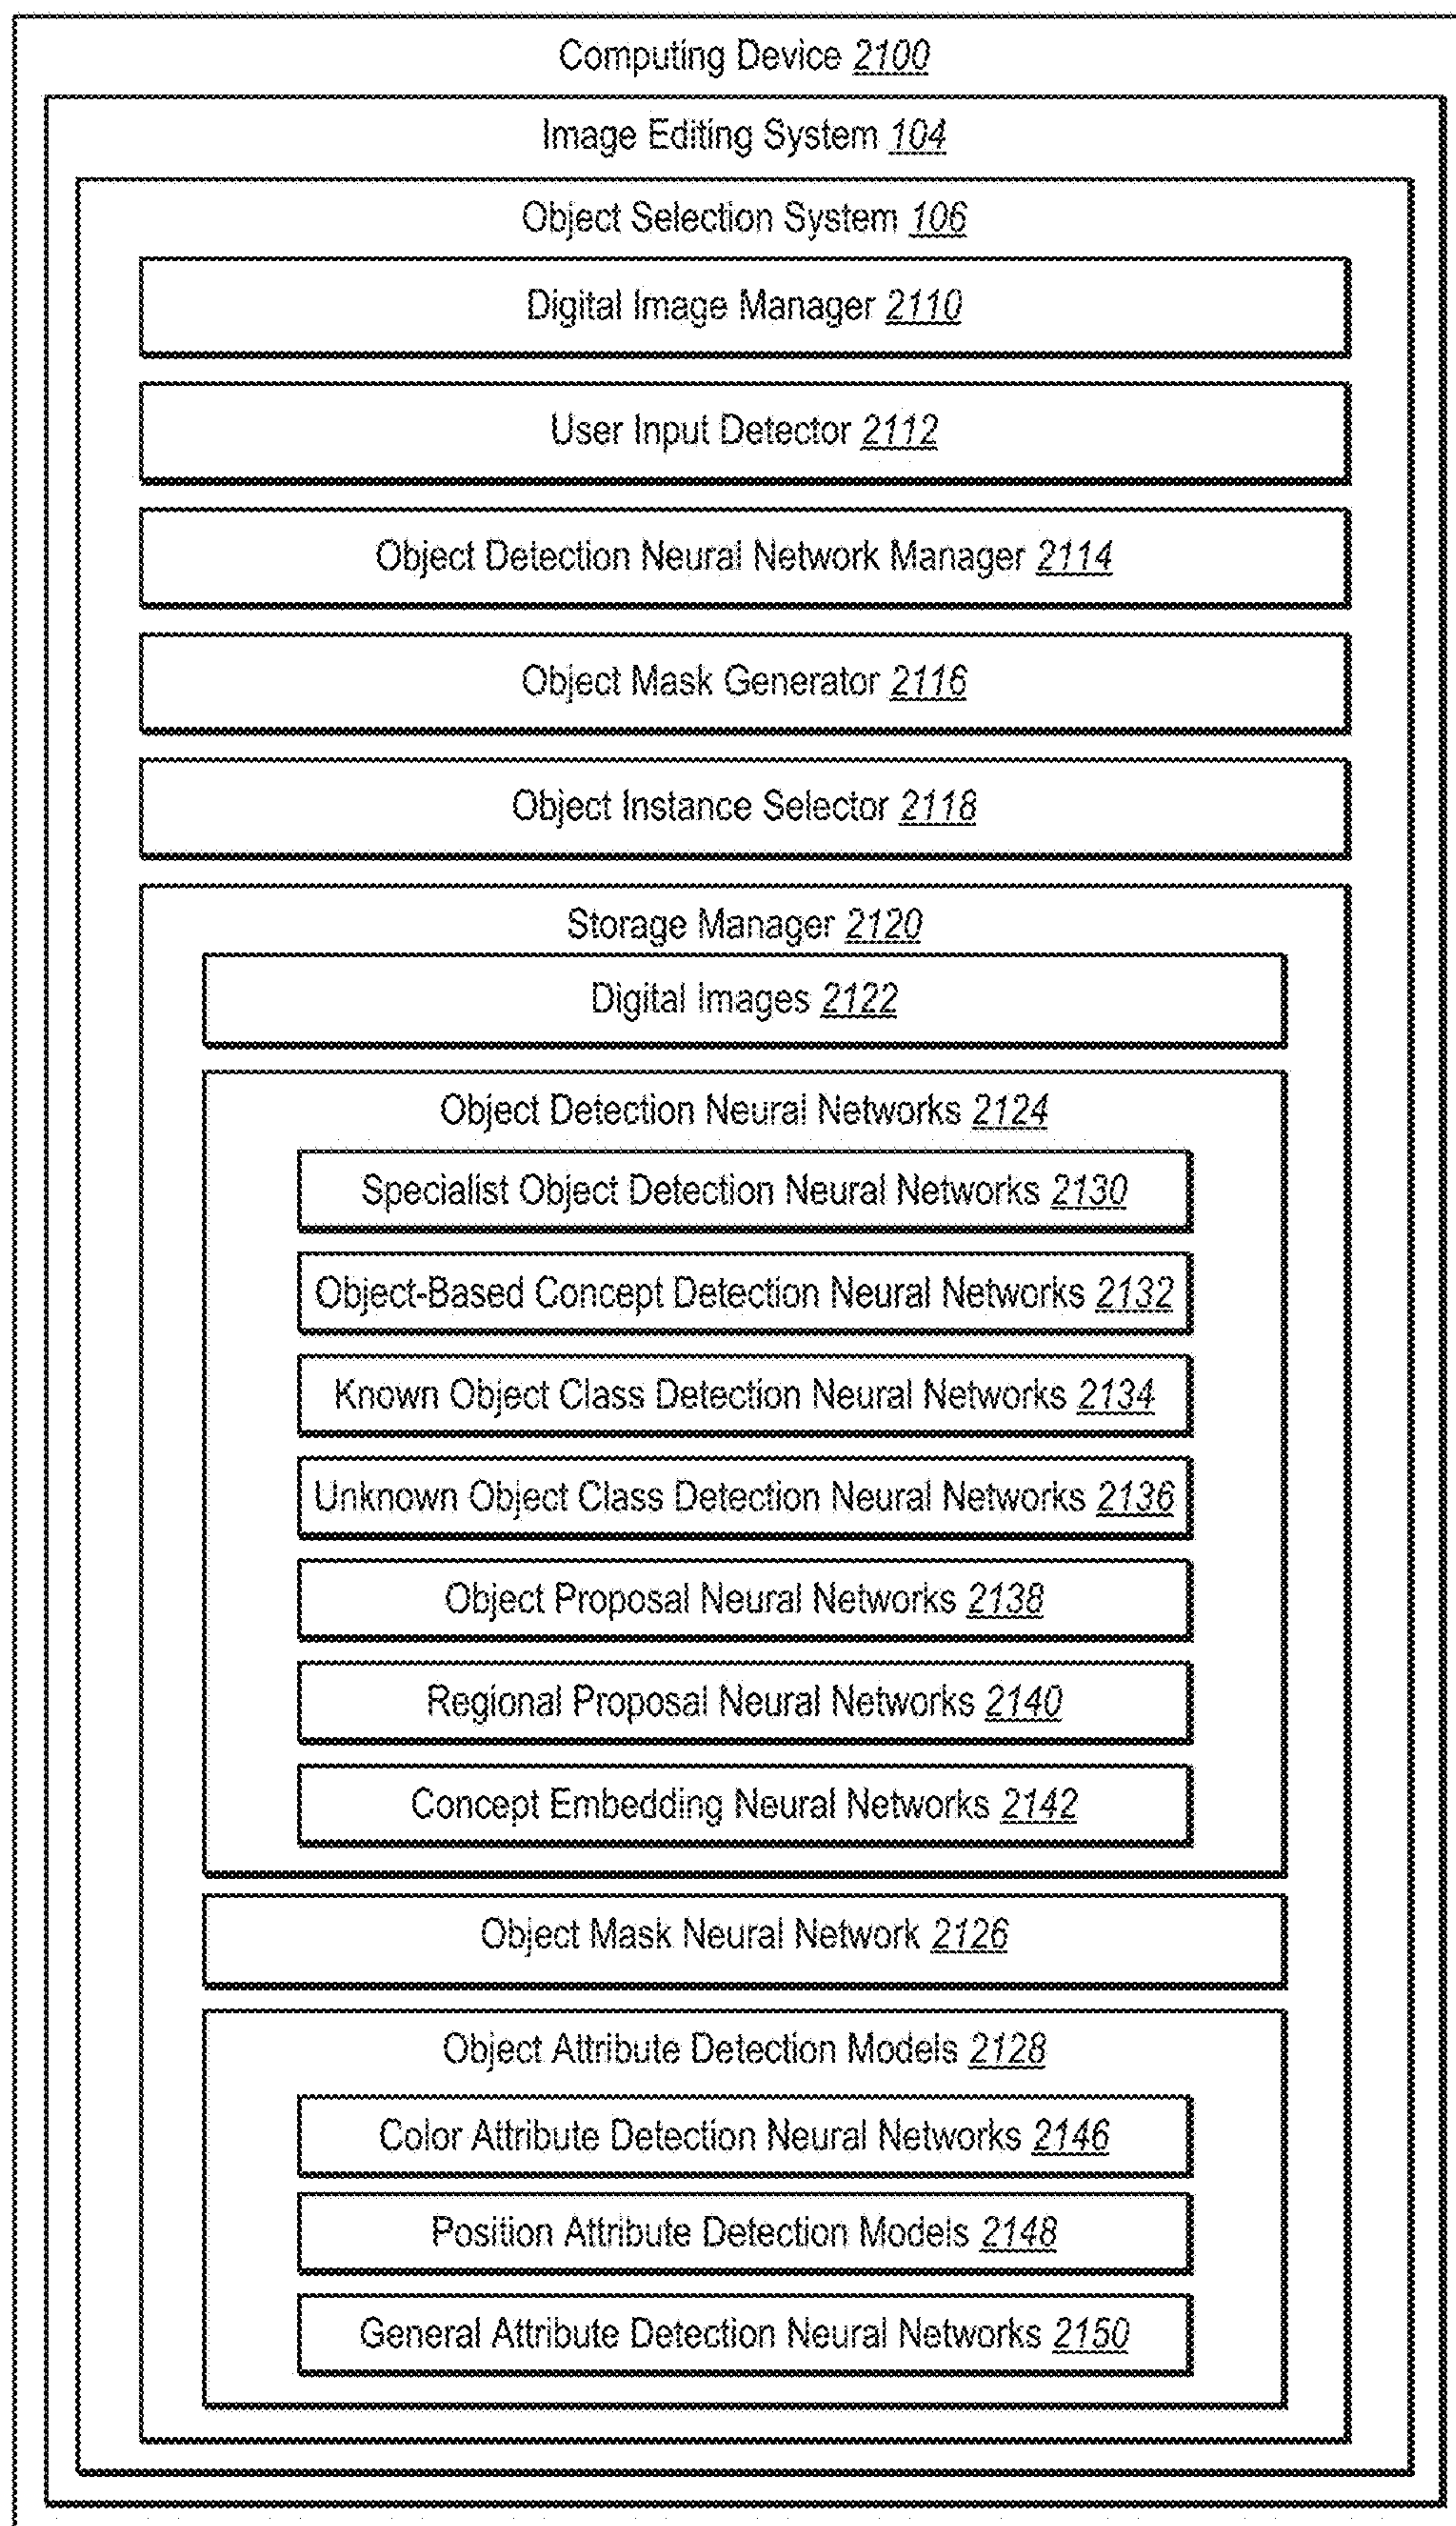 Computing Device 2100
Image Editing System 104
Object Selection System 106
Digital Image Manager 2110
User Input Detector 2112
Object Detection Neural Network Manager 2114
Object Mask Generator 2116
Object Instance Selector 2118
Storage Manager 2120
Digital Images 2122
Object Detection Neural Networks 2124
Specialist Object Detection Neural Networks 2130
Object-Based Concept Detection Neural Networks 2132
Known Object Class Detection Neural Networks 2134
Unknown Object Class Detection Neural Networks 2136
Object Proposal Neural Networks 2138
Regional Proposal Neural Networks 2140
Concept Embedding Neural Networks 2142
Object Mask Neural Network 2126
Object Attribute Detection Models 2128
Color Attribute Detection Neural Networks 2146
Position Attribute Detection Models 2148
General Attribute Detection Neural Networks 2150